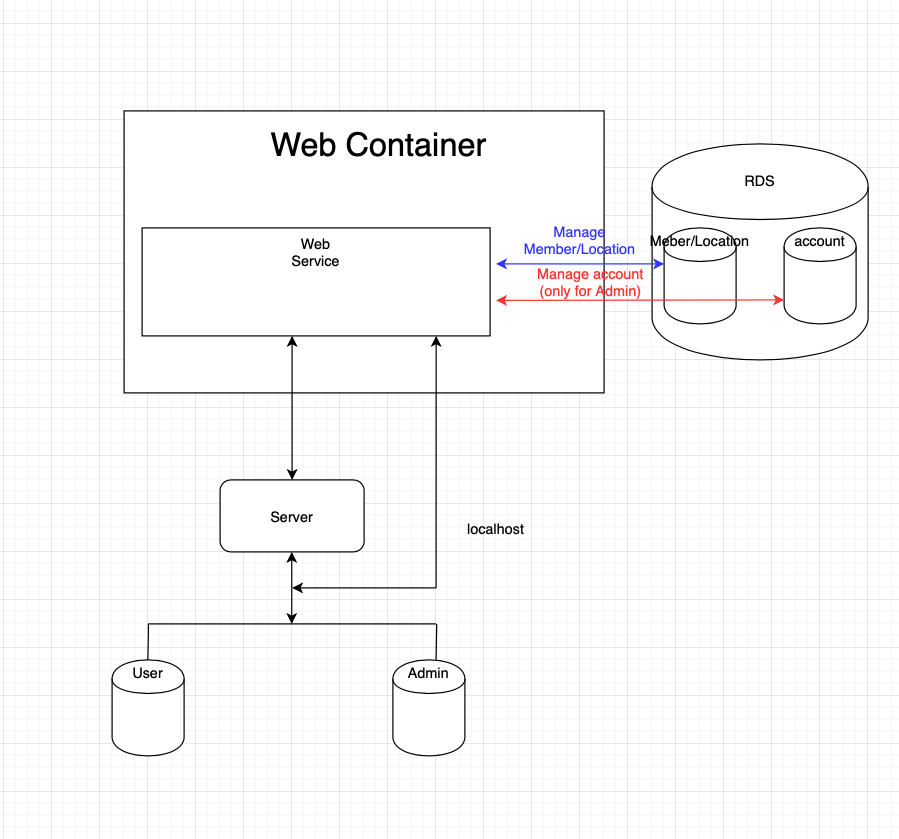 Web Container
RDS
Web
Service
Manage
Member/Location
Meber/Location
account
Manage account
(only for Admin)
Server
localhost
User
Admin